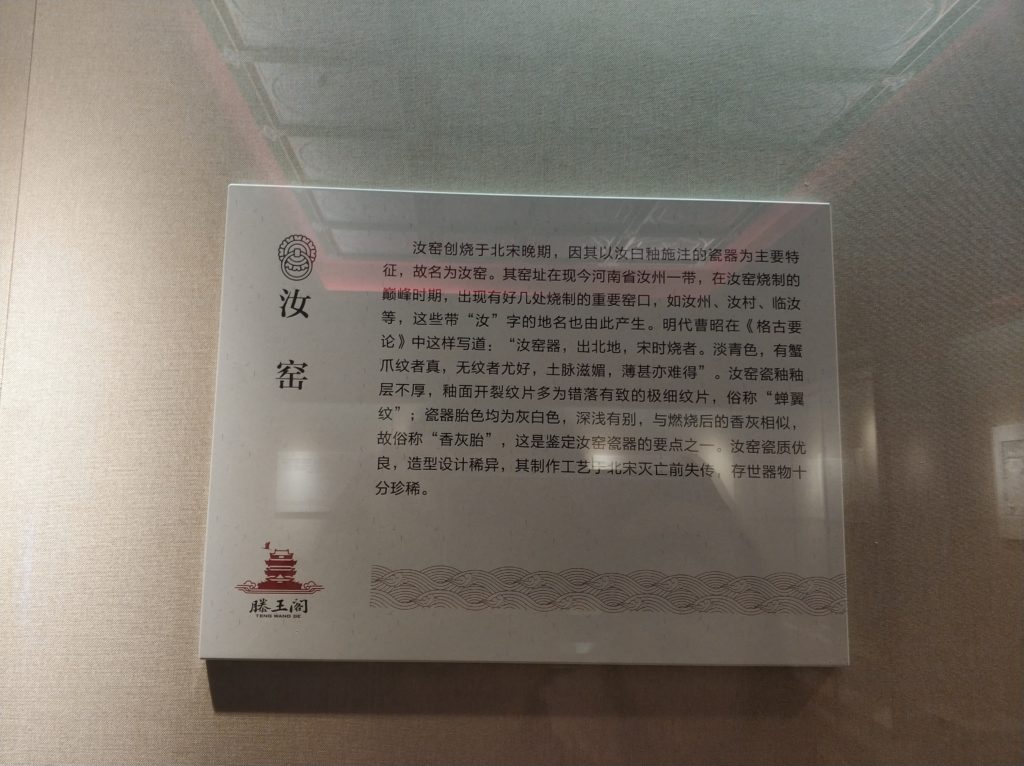 汝窑
汝窑创烧于北宋晚期，因其以汝白釉施注的瓷器为主要特
征，故名为汝窑。其窑址在现今河南省汝州一带，在汝窑烧制的
巅峰时期，出现有好几处烧制的重要窑口，如汝州、汝村、临汝
等，这些带“汝”字的地名也由此产生。明代曹昭在《格古要
论》中这样写道：“汝窑器，出北地，宋时烧者。淡青色，有蟹
爪纹者真，无纹者尤好，土脉滋媚，薄甚亦难得”。汝窑瓷釉釉
层不厚，釉面开裂纹片多为错落有致的极细纹片，俗称“蝉翼
纹”；瓷器胎色均为灰白色，深浅有别，与燃烧后的香灰相似，
故俗称“香灰胎”，这是鉴定汝窑瓷器的要点之一。汝窑瓷质优
良，造型设计稀异，其制作工艺于北宋灭亡前失传，存世器物十
分珍稀。
滕王阁
TENG WANG GE